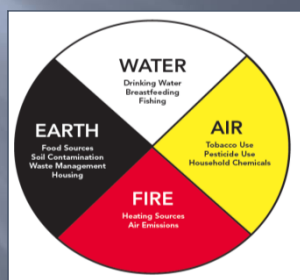 WATER
Drinking Water
Breastfeeding
Fishing
EARTH
Food Sources
Soil Contamination
Waste Management
Housing
AIR
Tobacco Use
Pesticide Use
Household Chemicals
FIRE
Heating Sources
Air Emissions